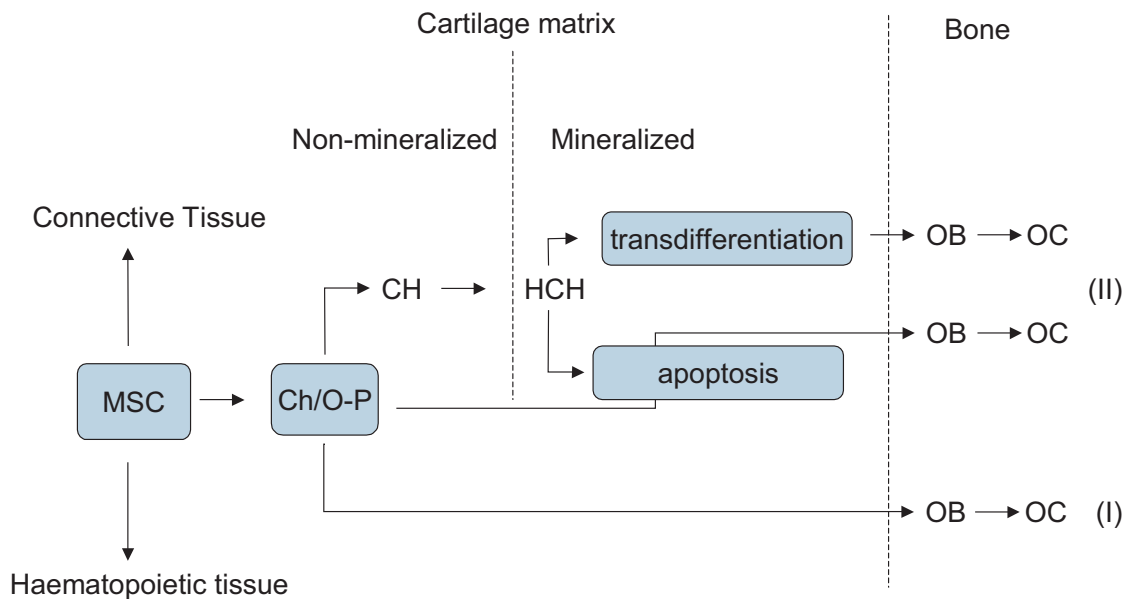 Cartilage matrix
Bone
Non-mineralized
Mineralized
Connective Tissue
transdifferentiation
OB
OC
CH
HCH
(II)
OB
OC
apoptosis
MSC
Ch/O-P
OB
OC
(I)
Haematopoietic tissue